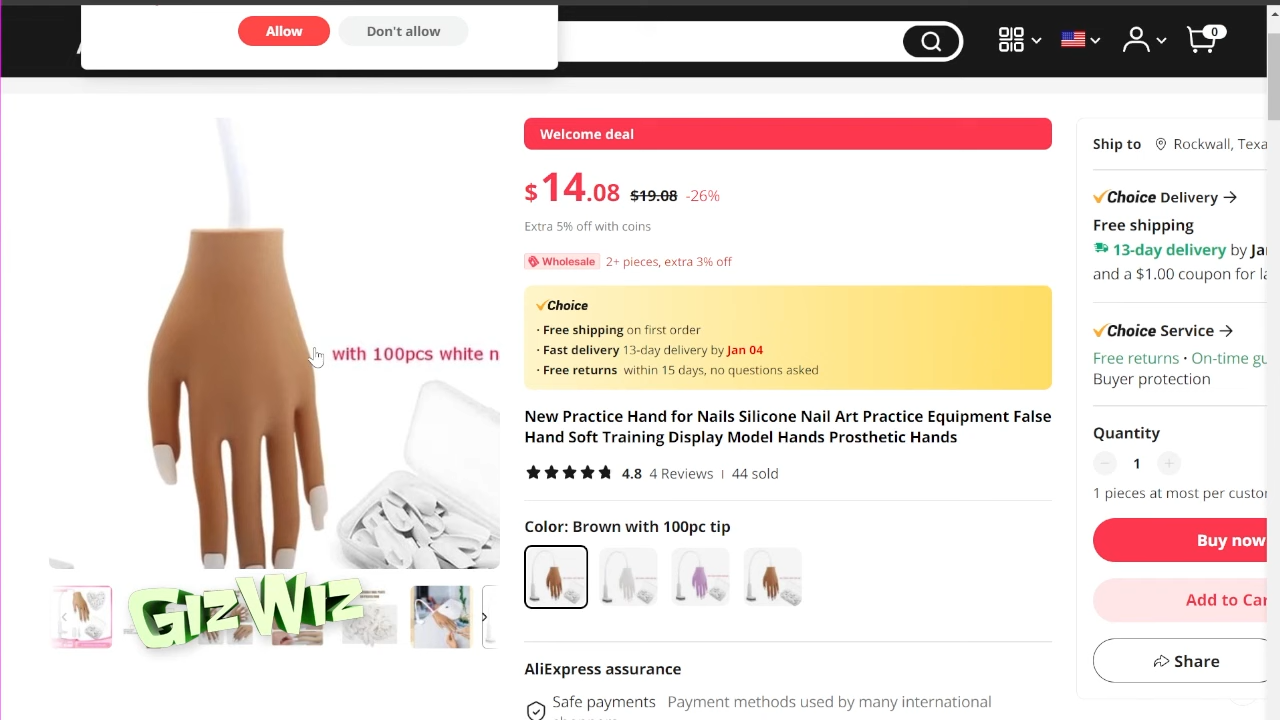 Allow
Don't allow
0
Welcome deal
$14.08 $19.08 -26%
Extra 5% off with coins
Wholesale 2+ pieces, extra 3% off
Choice
· Free shipping on first order
· Fast delivery 13-day delivery by Jan 04
· Free returns within 15 days, no questions asked
New Practice Hand for Nails Silicone Nail Art Practice Equipment False
Hand Soft Training Display Model Hands Prosthetic Hands
4.8 4 Reviews 44 sold
Color: Brown with 100pc tip
AliExpress assurance
Safe payments Payment methods used by many international
with 100pcs white n
GizWiz
Ship to Rockwall, Texa
Choice Delivery
Free shipping
13-day delivery by Ja
and a $1.00 coupon for la
Choice Service
Free returns · On-time gu
Buyer protection
Quantity
1
1 pieces at most per custo
Buy now
Add to Car
Share